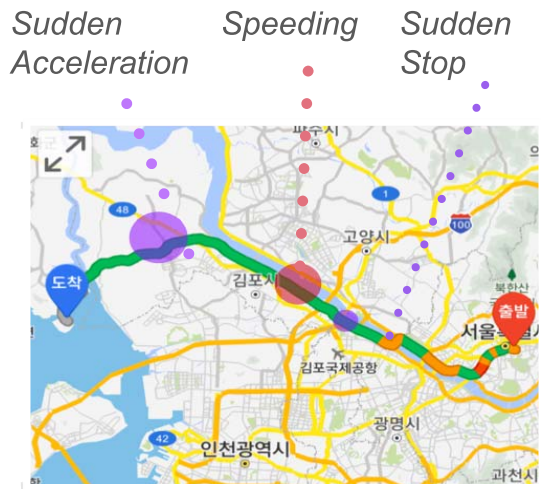 Sudden
Acceleration
Speeding
Sudden
Stop
파주시
48
1
100
고양시
도착
김포시
북한산
출발
서울특별시
김포국제공항
광명시
42
인천광역시
과천시